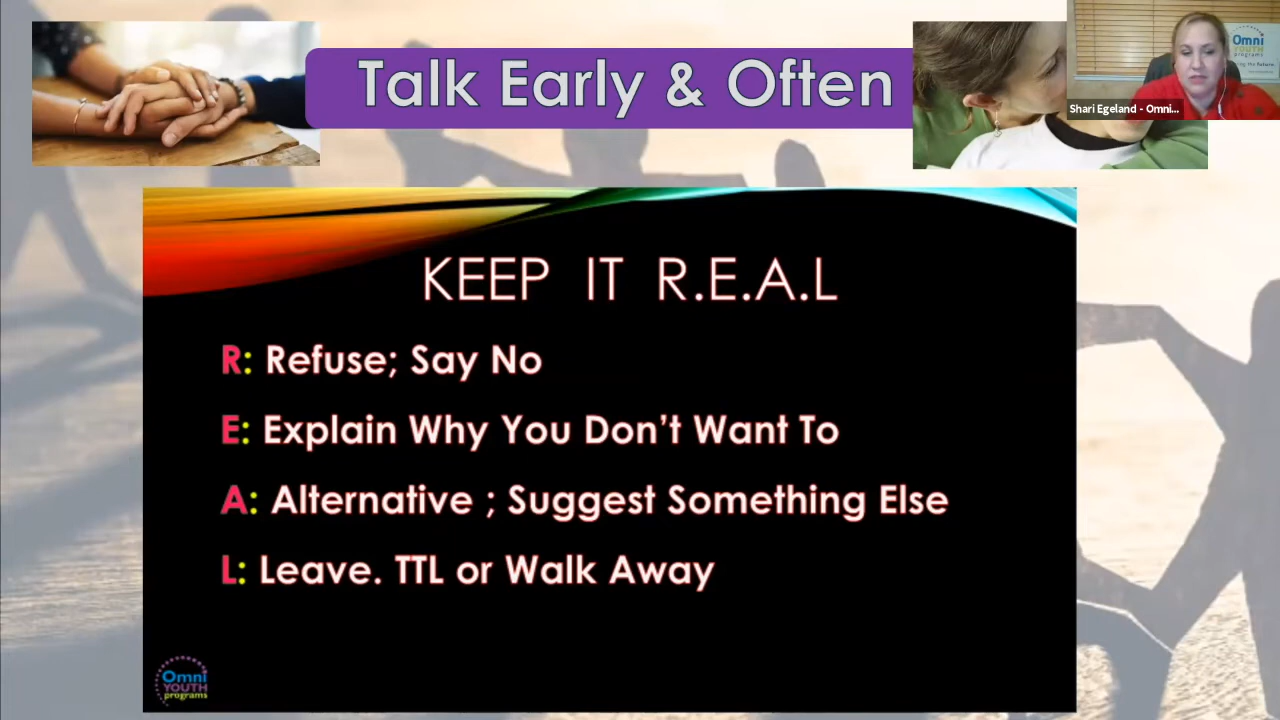 Talk Early & Often
Omni
YOUTH
programs
Shari Egeland - Omni...
KEEP IT R.E.A.L
R: Refuse; Say No
E: Explain Why You Don't Want To
A: Alternative ; Suggest Something Else
L: Leave. TTL or Walk Away
Omni
YOUTH
programs